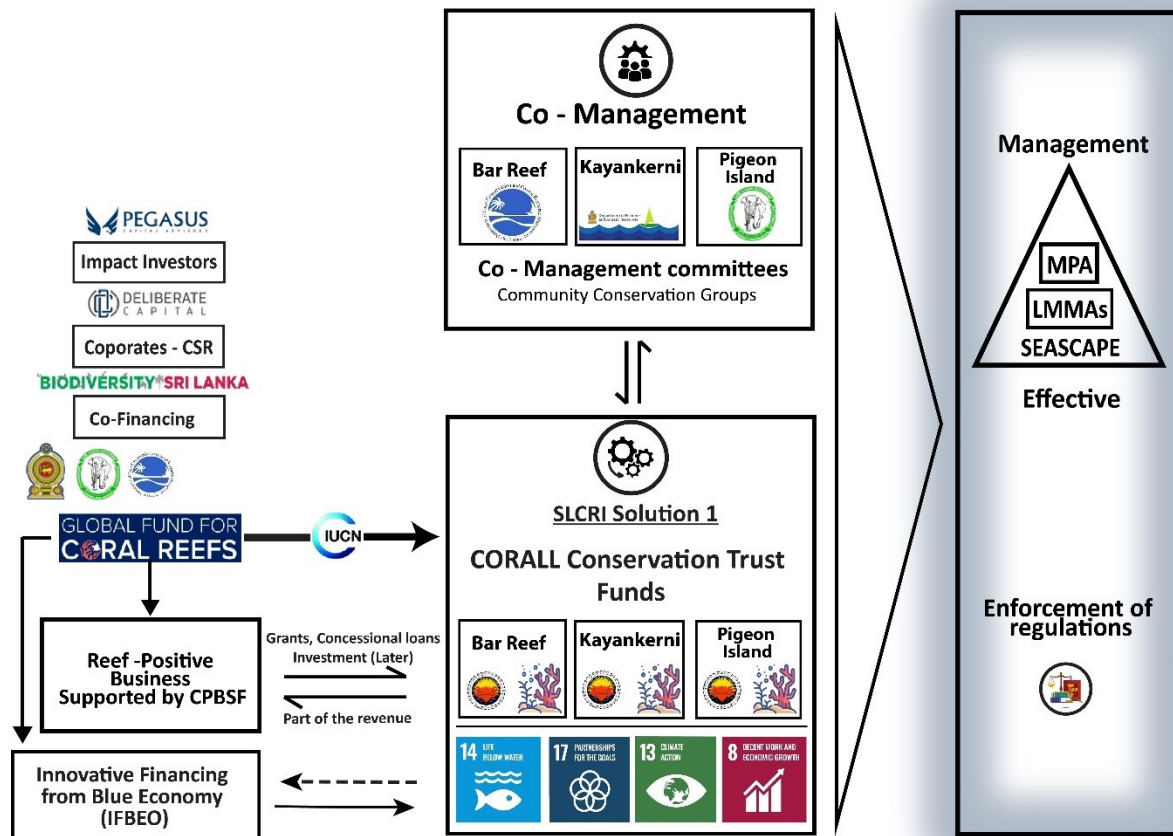 PEGASUS
CAPITAL ADVISORS
Impact Investors
DELIBERATE
CAPITAL
Coporates - CSR
BIODIVERSITY SRI LANKA
Co-Financing
GLOBAL FUND FOR
CORAL REEFS
IUCN
Reef -Positive
Business
Supported by CPBSF
Grants, Concessional loans
Investment (Later)
Part of the revenue
Innovative Financing
from Blue Economy
(IFBEO)
Co - Management
Bar Reef
Kayankerni
Pigeon
Island
Co - Management committees
Community Conservation Groups
SLCRI Solution 1
CORALL Conservation Trust
Funds
Bar Reef
Kayankerni
Pigeon
Island
14 LIFE
BELOW WATER
17 PARTNERSHIPS
FOR THE GOALS
13 CLIMATE
ACTION
8 DECENT WORK AND
ECONOMIC GROWTH
Management
MPA
LMMAs
SEASCAPE
Effective
Enforcement of
regulations